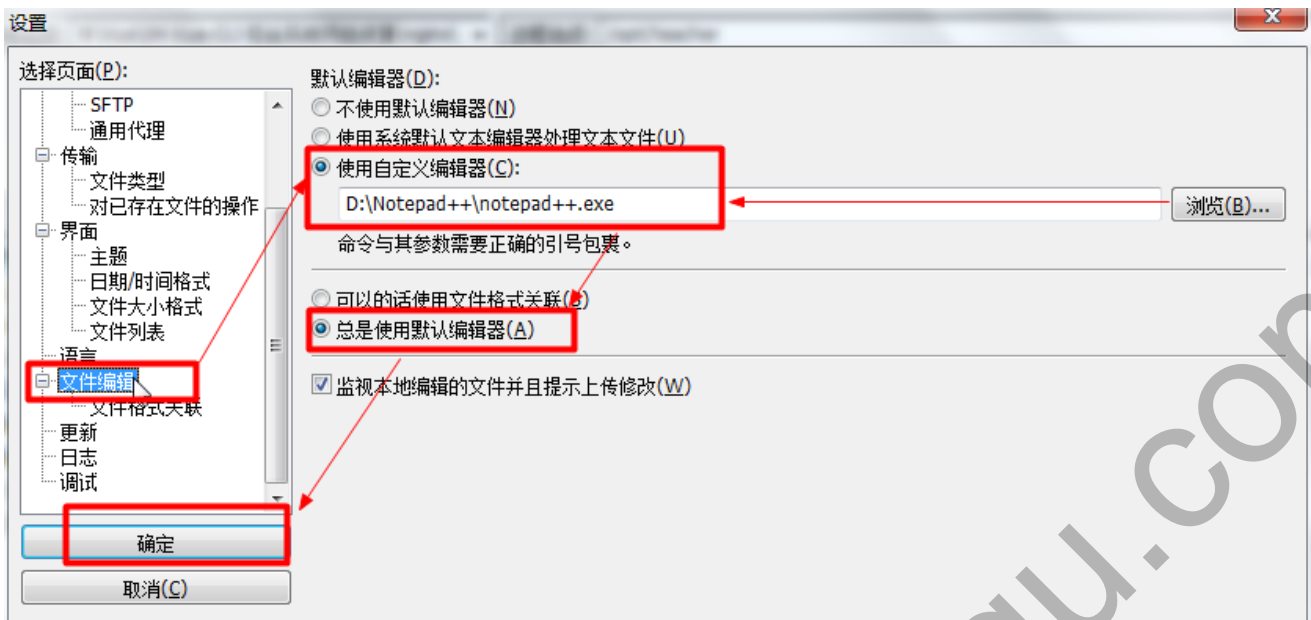 设置
选择页面(P):
SFTP
通用代理
传输
文件类型
对已存在文件的操作
界面
主题
日期/时间格式
文件大小格式
文件列表
语言
文件编辑
文件格式关联
更新
日志
调试
确定
取消(C)
默认编辑器(D):
不使用默认编辑器(N)
使用系统默认文本编辑器处理文本文件(U)
使用自定义编辑器(C):
D:\Notepad++\notepad++.exe
浏览(B)...
命令与其参数需要正确的引号包裹。
可以的话使用文件格式关联
总是使用默认编辑器(A)
监视本地编辑的文件并且提示上传修改(W)